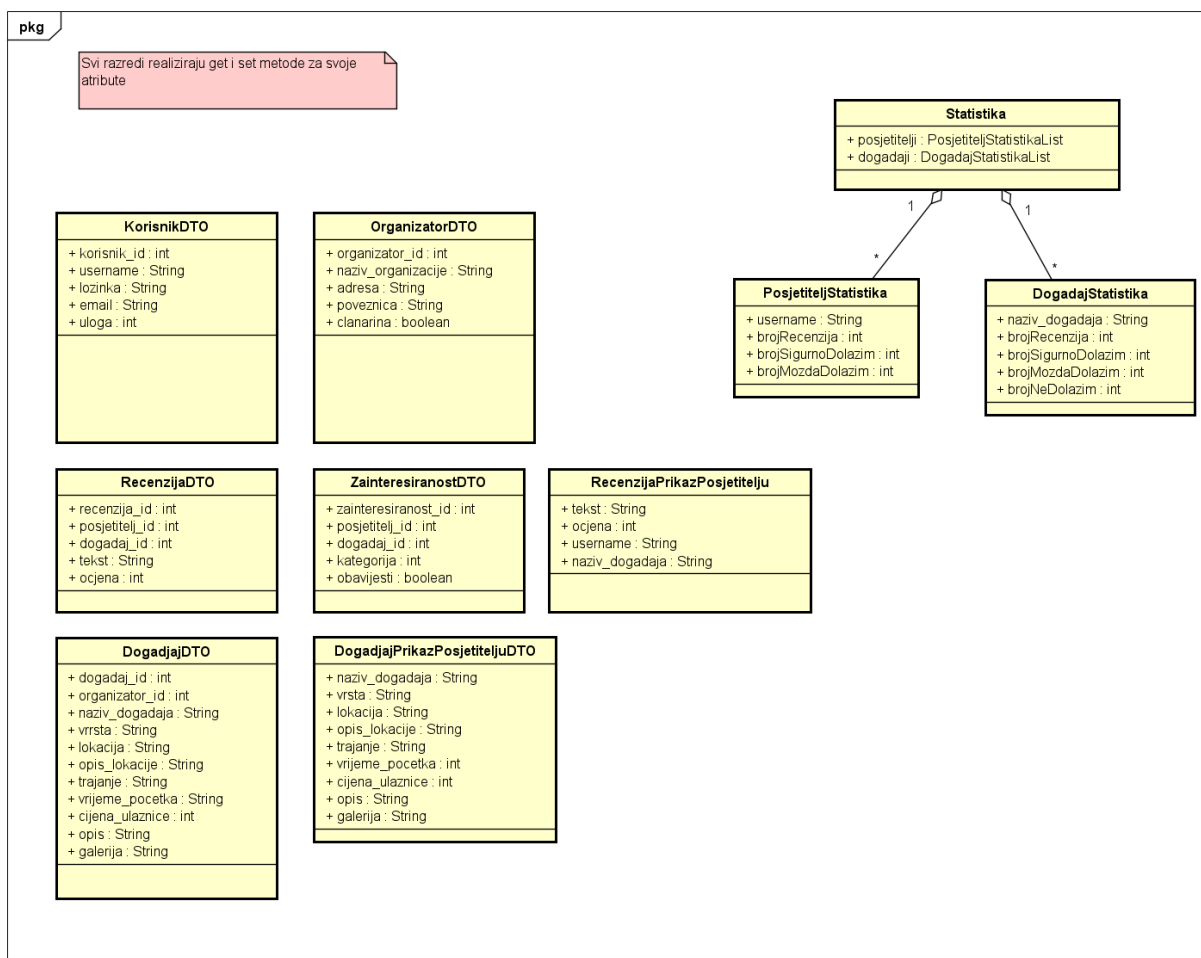 pkg
Svi razredi realiziraju get i set metode za svoje
atribute
Statistika
+ posjetitelji : PosjetiteljStatistikaList
+ dogadaji : DogadajStatistikaList
1
1
*
*
KorisnikDTO
+ korisnik_id : int
+ username : String
+ lozinka : String
+ email : String
+ uloga : int
OrganizatorDTO
+ organizator_id : int
+ naziv_organizacije : String
+ adresa : String
+ poveznica : String
+ clanarina : boolean
PosjetiteljStatistika
+ username : String
+ brojRecenzija : int
+ brojSigurnoDolazim : int
+ brojMozdaDolazim : int
DogadajStatistika
+ naziv_dogadaja : String
+ brojRecenzija : int
+ brojSigurnoDolazim : int
+ brojMozdaDolazim : int
+ brojNeDolazim : int
RecenzijaDTO
+ recenzija_id : int
+ posjetitelj_id : int
+ dogadaj_id : int
+ tekst : String
+ ocjena : int
ZainteresiranostDTO
+ zainteresiranost_id : int
+ posjetitelj_id : int
+ dogadaj_id : int
+ kategorija : int
+ obavijesti : boolean
RecenzijaPrikazPosjetitelju
+ tekst : String
+ ocjena : int
+ username : String
+ naziv_dogadaja : String
DogadjajDTO
+ dogadaj_id : int
+ organizator_id : int
+ naziv_dogadaja : String
+ vrrsta : String
+ lokacija : String
+ opis_lokacije : String
+ trajanje : String
+ vrijeme_pocetka : String
+ cijena_ulaznice : int
+ opis : String
+ galerija : String
DogadjajPrikazPosjetiteljuDTO
+ naziv_dogadaja : String
+ vrsta : String
+ lokacija : String
+ opis_lokacije : String
+ trajanje : String
+ vrijeme_pocetka : int
+ cijena_ulaznice : int
+ opis : String
+ galerija : String